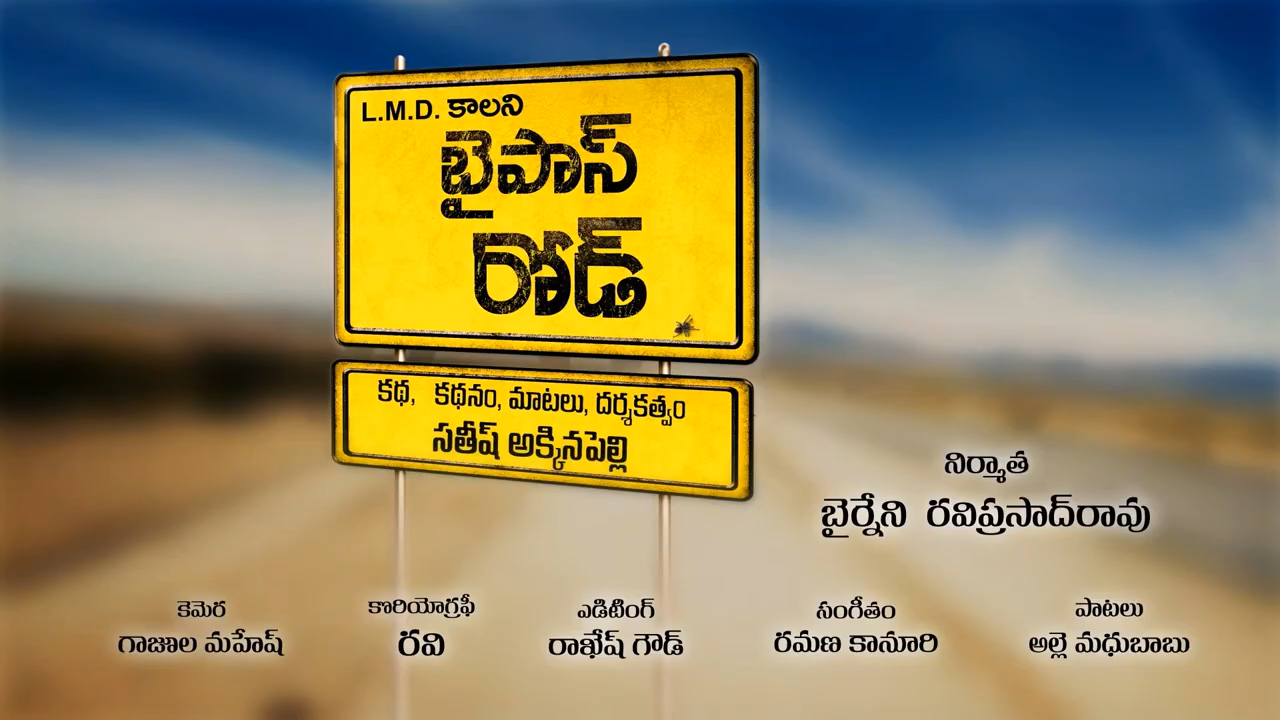 L.M.D. కాలని
బైపాస్
రోడ్
కథ, కథనం, మాటలు, దర్శకత్వం
సతీష్ అక్కినపెల్లి
నిర్మాత
బైర్నేని రవిప్రసాద్‌రావు
కెమెర
గాజుల మహేష్
కొరియోగ్రఫీ
రవి
ఎడిటింగ్
రాఖేష్ గౌడ్
సంగీతం
రమణ కానూరి
పాటలు
అల్లె మధుబాబు